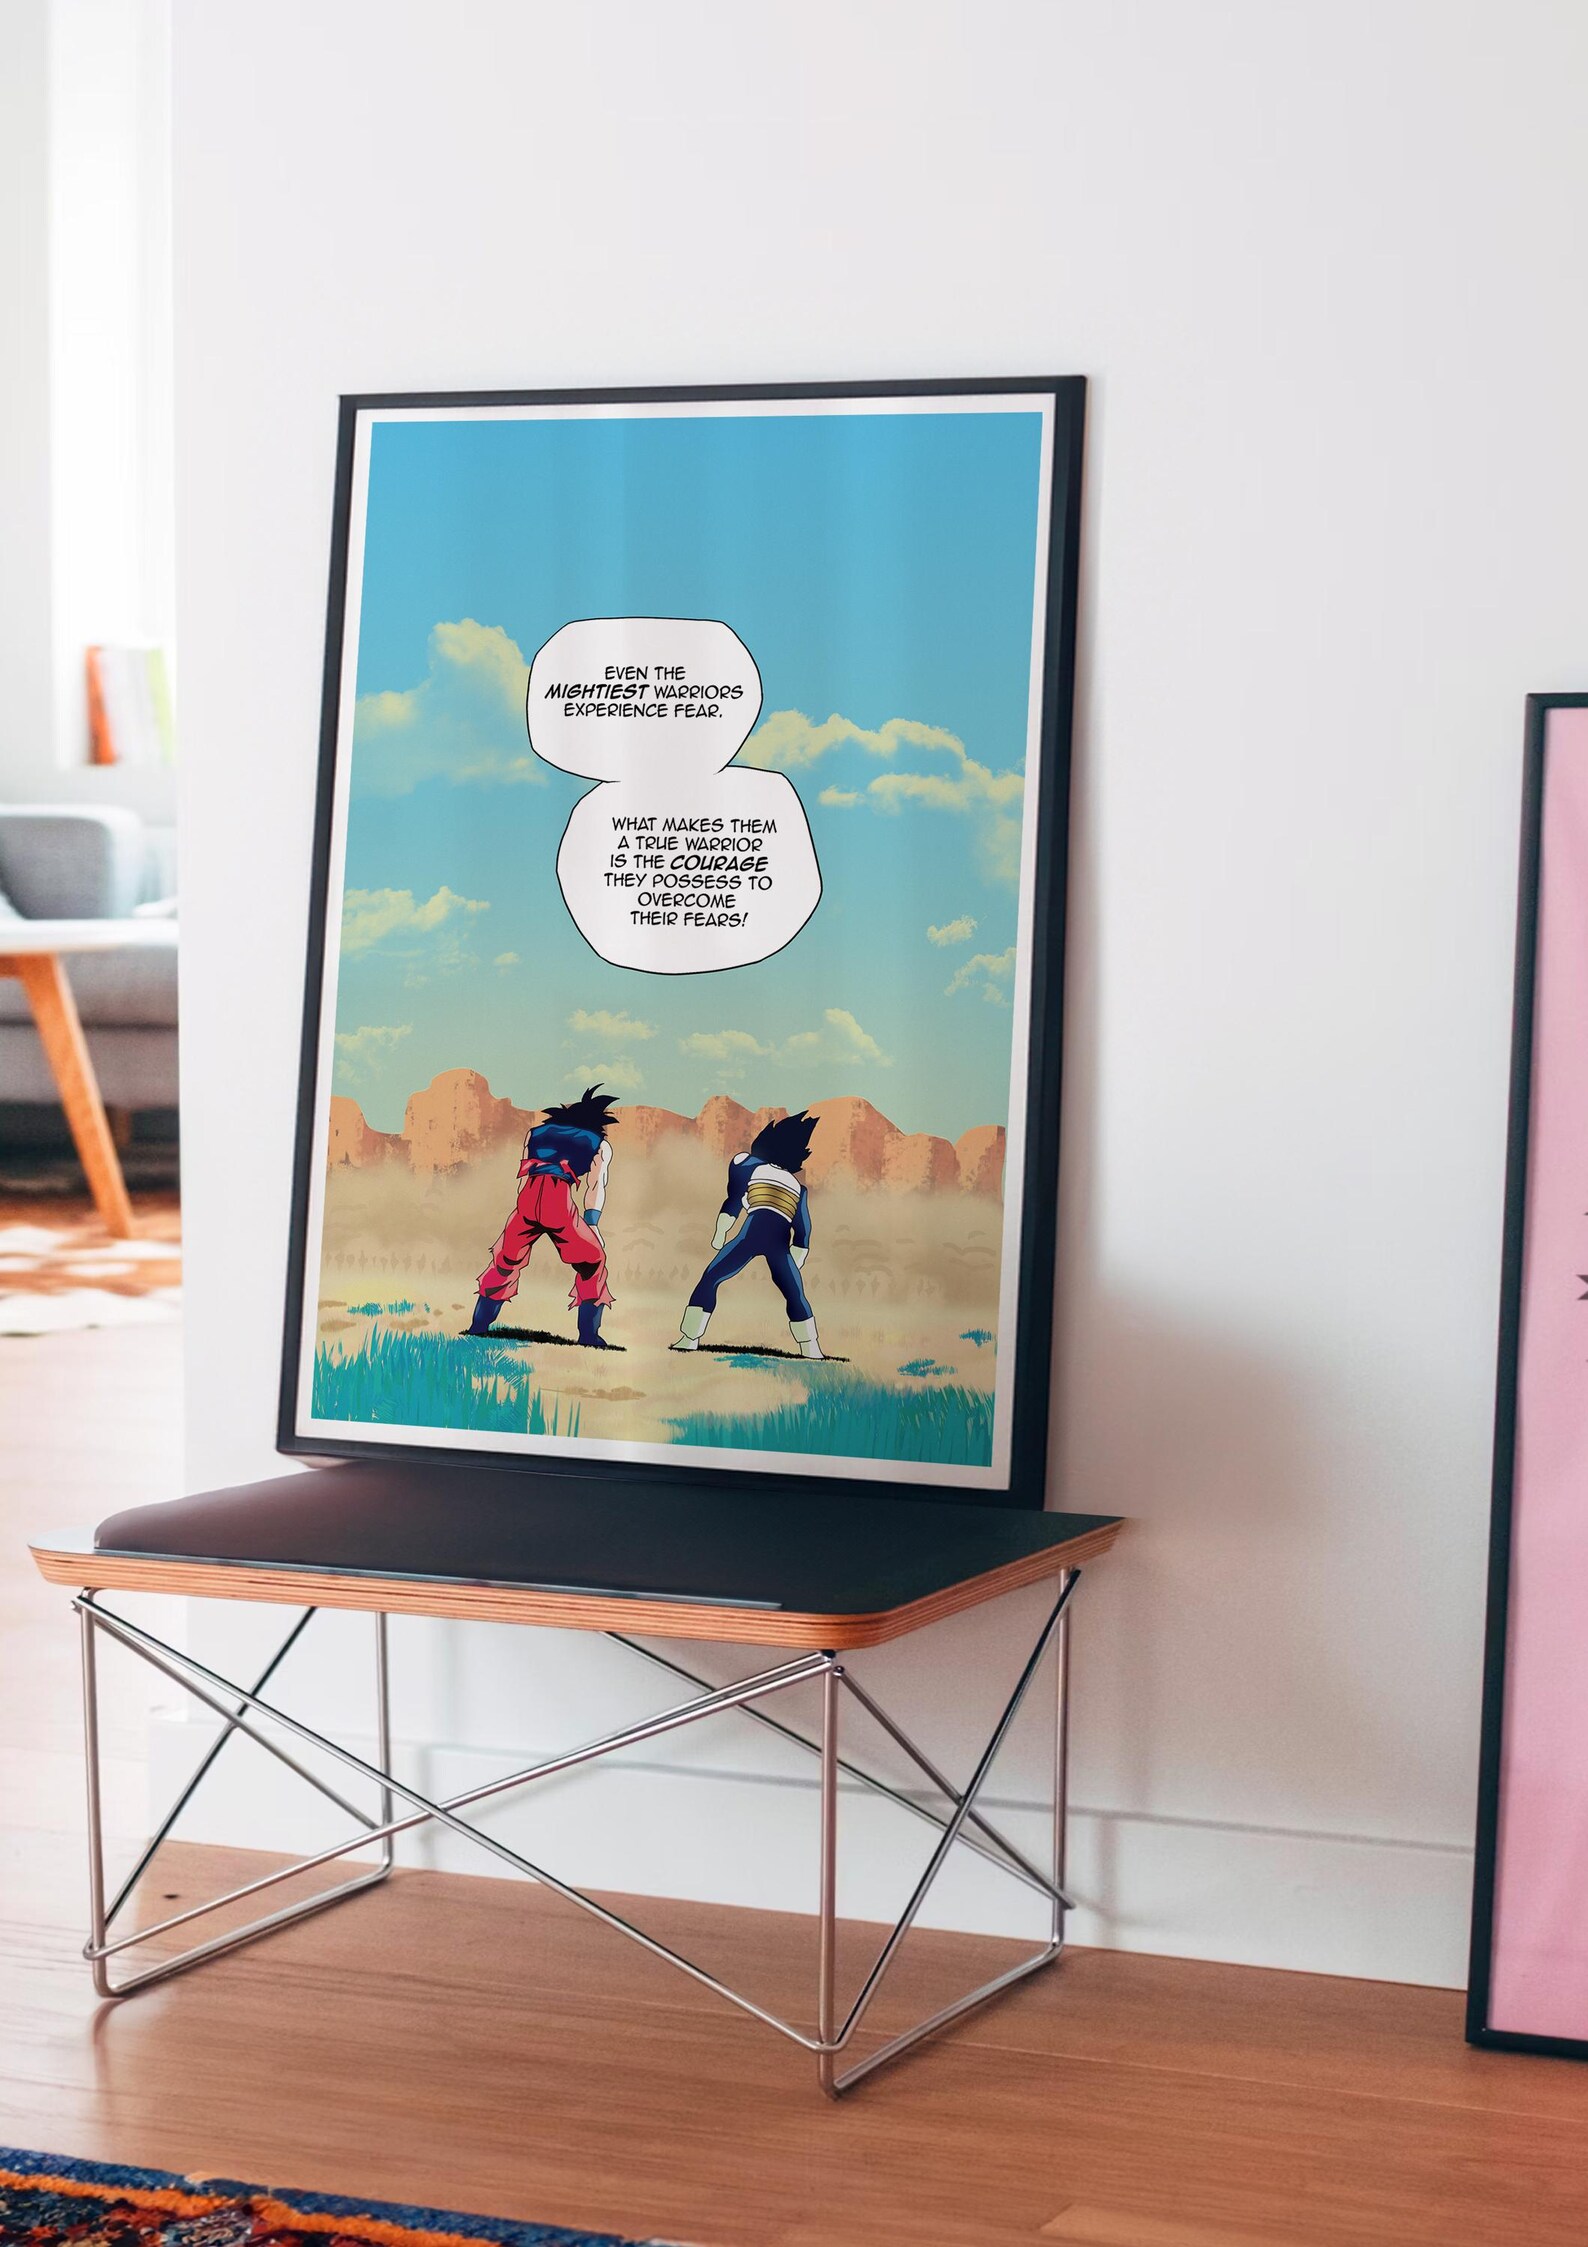 EVEN THE
MIGHTIEST WARRIORS
EXPERIENCE FEAR.
WHAT MAKES THEM
A TRUE WARRIOR
IS THE COURAGE
THEY POSSESS TO
OVERCOME
THEIR FEARS!